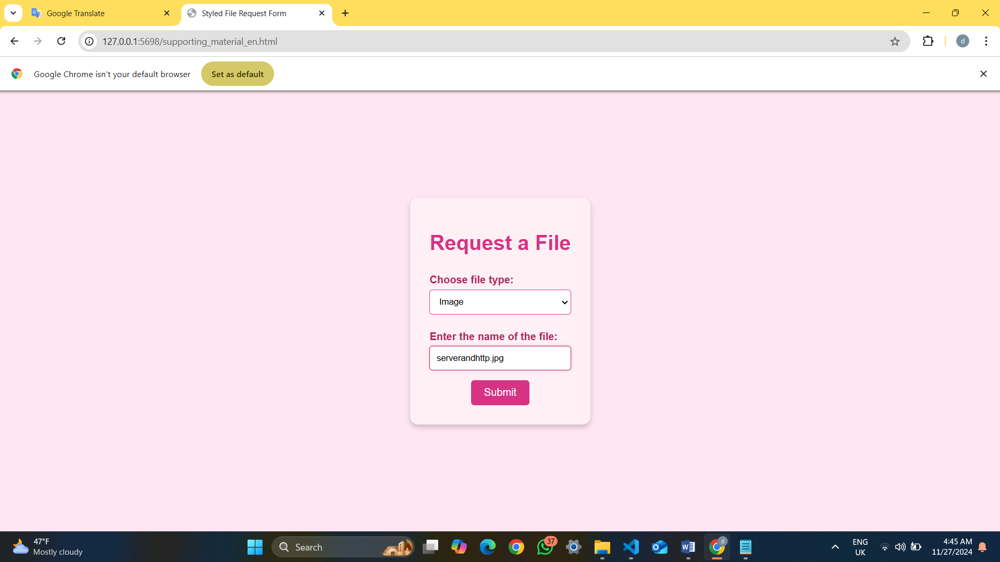 Google Translate
Styled File Request Form
127.0.0.1:5698/supporting_material_en.html
d
Google Chrome isn't your default browser
Set as default
Request a File
Choose file type:
Image
Enter the name of the file:
serverandhttp.jpg
Submit
47°F
Mostly cloudy
Search
37
d
ENG
UK
4:45 AM
11/27/2024